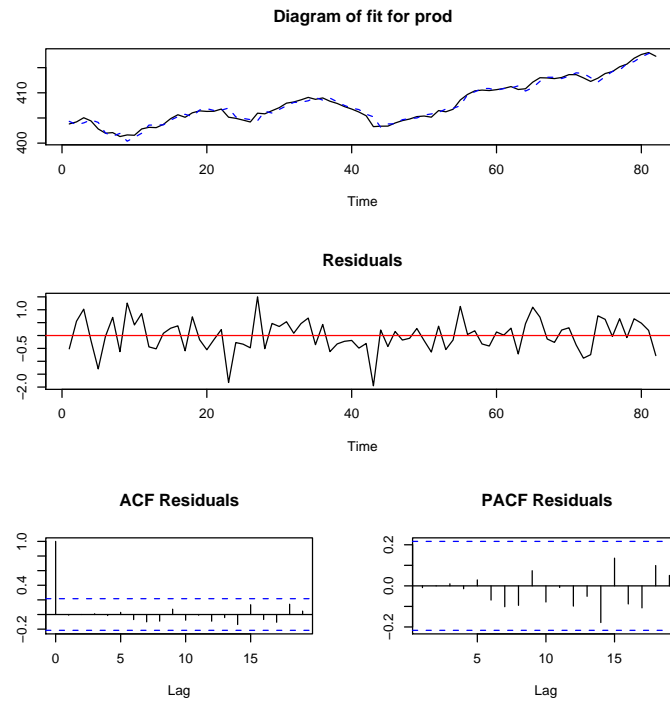 Diagram of fit for prod
400 410
0 20 40 60 80
Time
Residuals
−2.0 −0.5 1.0
0 20 40 60 80
Time
ACF Residuals
−0.2 0.4 1.0
0 5 10 15
Lag
PACF Residuals
−0.2 0.0 0.2
5 10 15
Lag